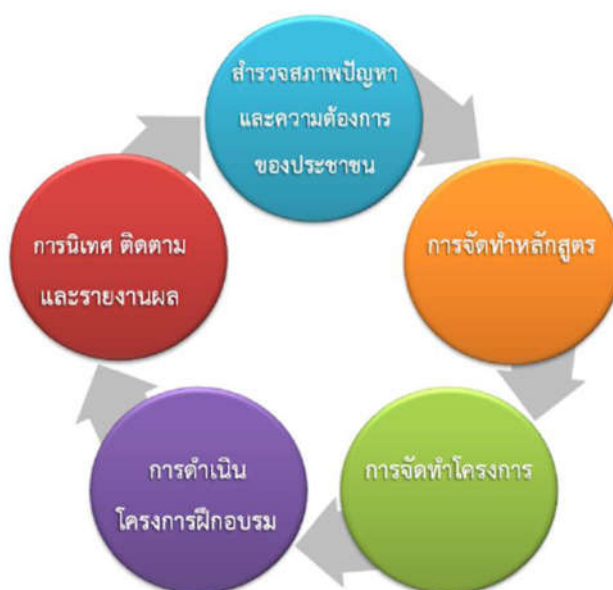 สำรวจสภาพปัญหา
และความต้องการ
ของประชาชน
การจัดทำหลักสูตร
การจัดทำโครงการ
การดำเนิน
โครงการฝึกอบรม
การนิเทศ ติดตาม
และรายงานผล